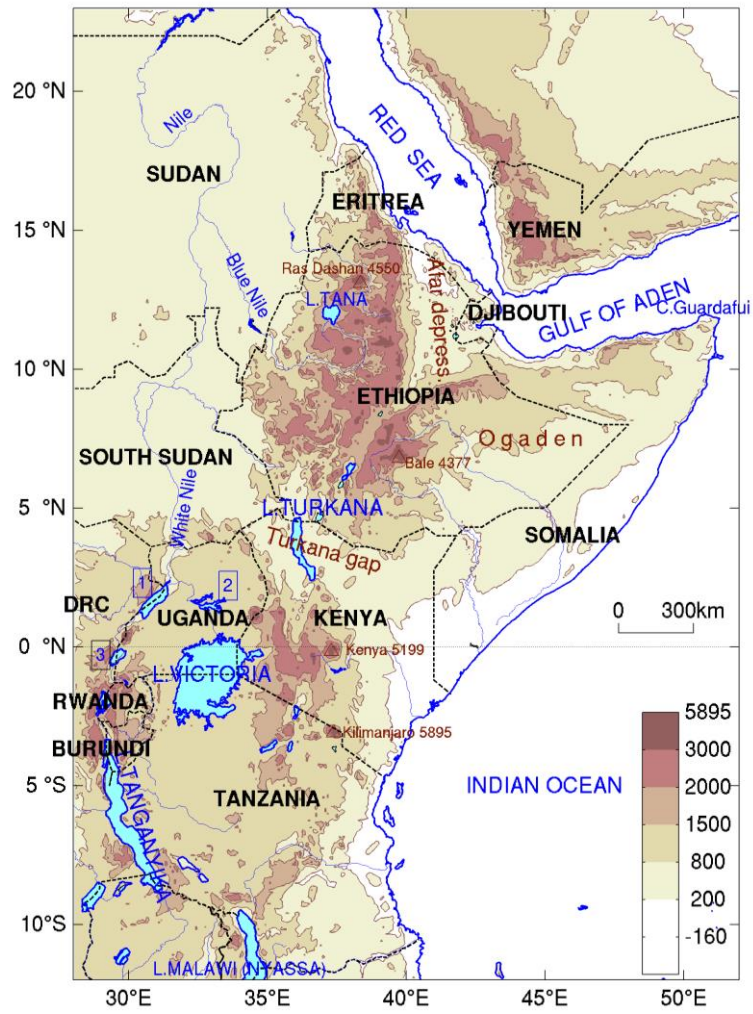 20 °N
15 °N
10 °N
5 °N
0 °N
5 °S
10°S
30°E
35°E
40°E
45°E
50°E
Nile
SUDAN
RED SEA
ERITREA
YEMEN
Ras Dashan 4550
Blue Nile
L.TANA
Afar depress
DJIBOUTI
GULF OF ADEN
C.Guardafui
ETHIOPIA
Ogaden
SOUTH SUDAN
Bale 4377
White Nile
L.TURKANA
SOMALIA
Turkana gap
1
2
DRC
UGANDA
KENYA
0 300km
3
Kenya 5199
L.VICTORIA
RWANDA
Kilimanjaro 5895
BURUNDI
TANGANYIKA
TANZANIA
INDIAN OCEAN
L.MALAWI (NYASSA)
5895
3000
2000
1500
800
200
-160